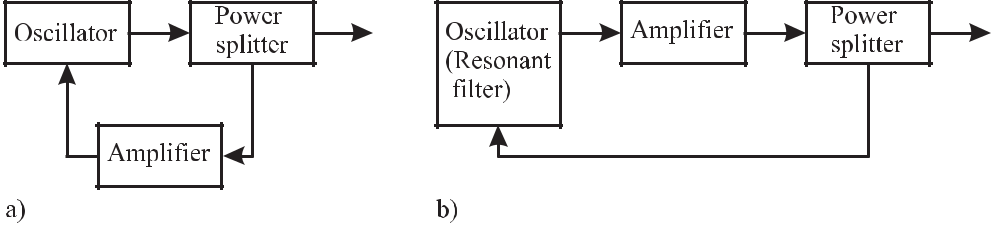 Oscillator
Power
splitter
Amplifier
a)
Oscillator
(Resonant
filter)
Amplifier
Power
splitter
b)